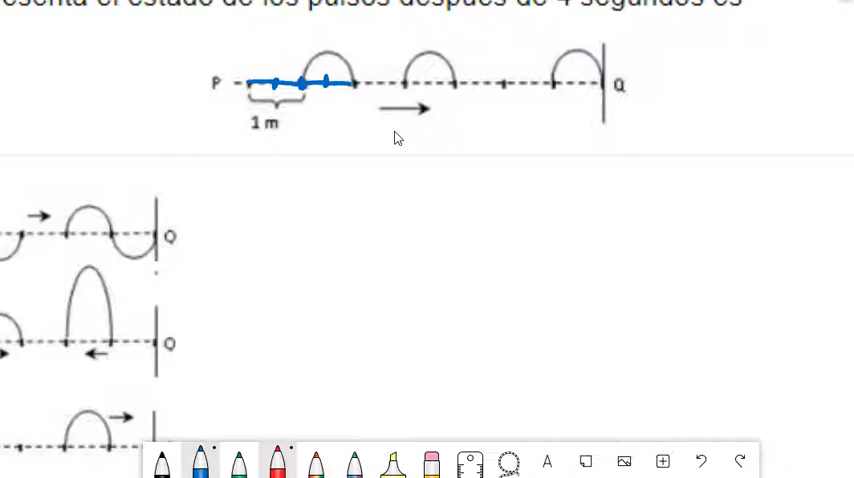 esenta el estado de los pulsos después de 4 segundos es
P Q
1 m
Q
Q
A